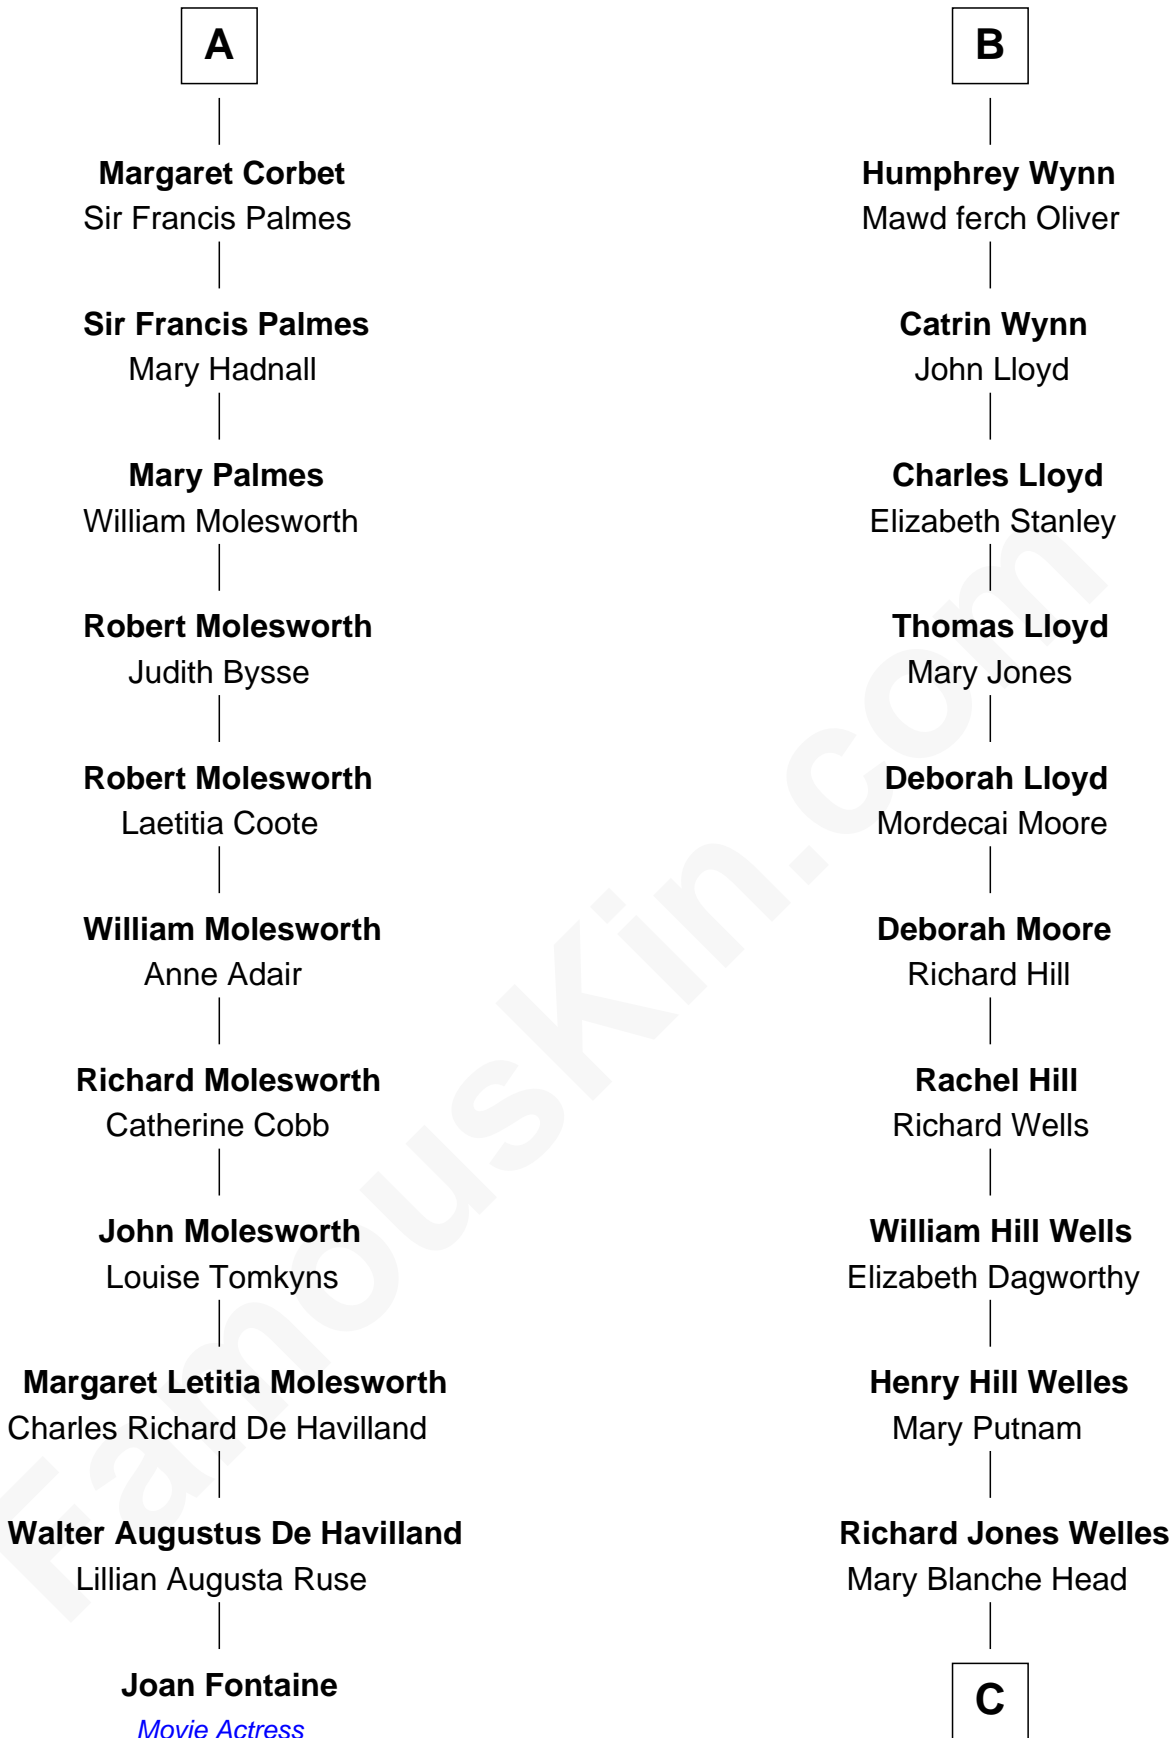 A
Margaret Corbet
Sir Francis Palmes
Sir Francis Palmes
Mary Hadnall
Mary Palmes
William Molesworth
Robert Molesworth
Judith Bysse
Robert Molesworth
Laetitia Coote
William Molesworth
Anne Adair
Richard Molesworth
Catherine Cobb
John Molesworth
Louise Tomkyns
Margaret Letitia Molesworth
Charles Richard De Havilland
Walter Augustus De Havilland
Lillian Augusta Ruse
Joan Fontaine
Movie Actress
B
Humphrey Wynn
Mawd ferch Oliver
Catrin Wynn
John Lloyd
Charles Lloyd
Elizabeth Stanley
Thomas Lloyd
Mary Jones
Deborah Lloyd
Mordecai Moore
Deborah Moore
Richard Hill
Rachel Hill
Richard Wells
William Hill Wells
Elizabeth Dagworthy
Henry Hill Welles
Mary Putnam
Richard Jones Welles
Mary Blanche Head
C
FamousKin.com